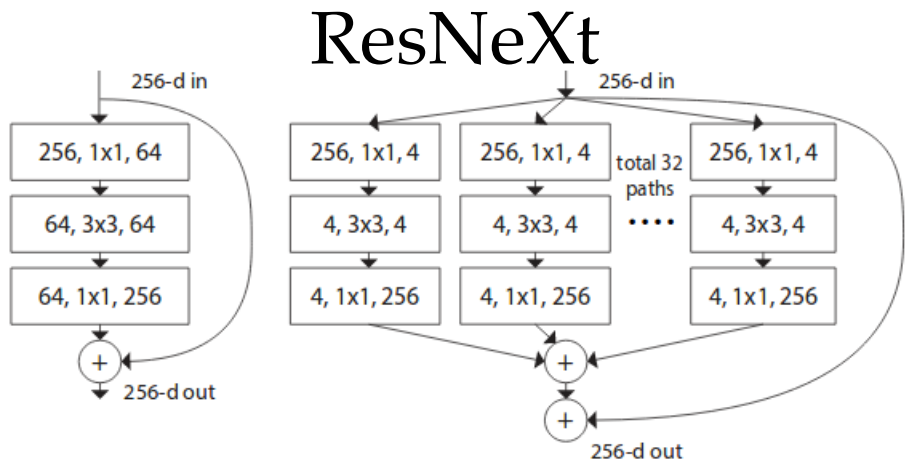 ResNeXt
256-d in
256, 1x1, 64
64, 3x3, 64
64, 1x1, 256
+
256-d out
256-d in
256, 1x1, 4
4, 3x3, 4
4, 1x1, 256
256, 1x1, 4
4, 3x3, 4
4, 1x1, 256
total 32
paths
....
256, 1x1, 4
4, 3x3, 4
4, 1x1, 256
+
+
256-d out